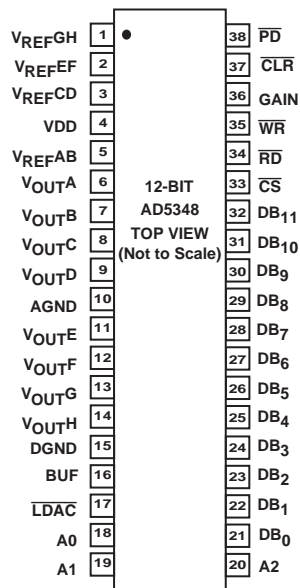 VREFGH 1 38 PD
VREFEF 2 37 CLR
VREFCD 3 36 GAIN
VDD 4 35 WR
VREFAB 5 34 RD
VOUTA 6 33 CS
12-BIT
AD5348
TOP VIEW
(Not to Scale)
VOUTB 7 32 DB11
VOUTC 8 31 DB10
VOUTD 9 30 DB9
AGND 10 29 DB8
VOUTE 11 28 DB7
VOUTF 12 27 DB6
VOUTG 13 26 DB5
VOUTH 14 25 DB4
DGND 15 24 DB3
BUF 16 23 DB2
LDAC 17 22 DB1
A0 18 21 DB0
A1 19 20 A2